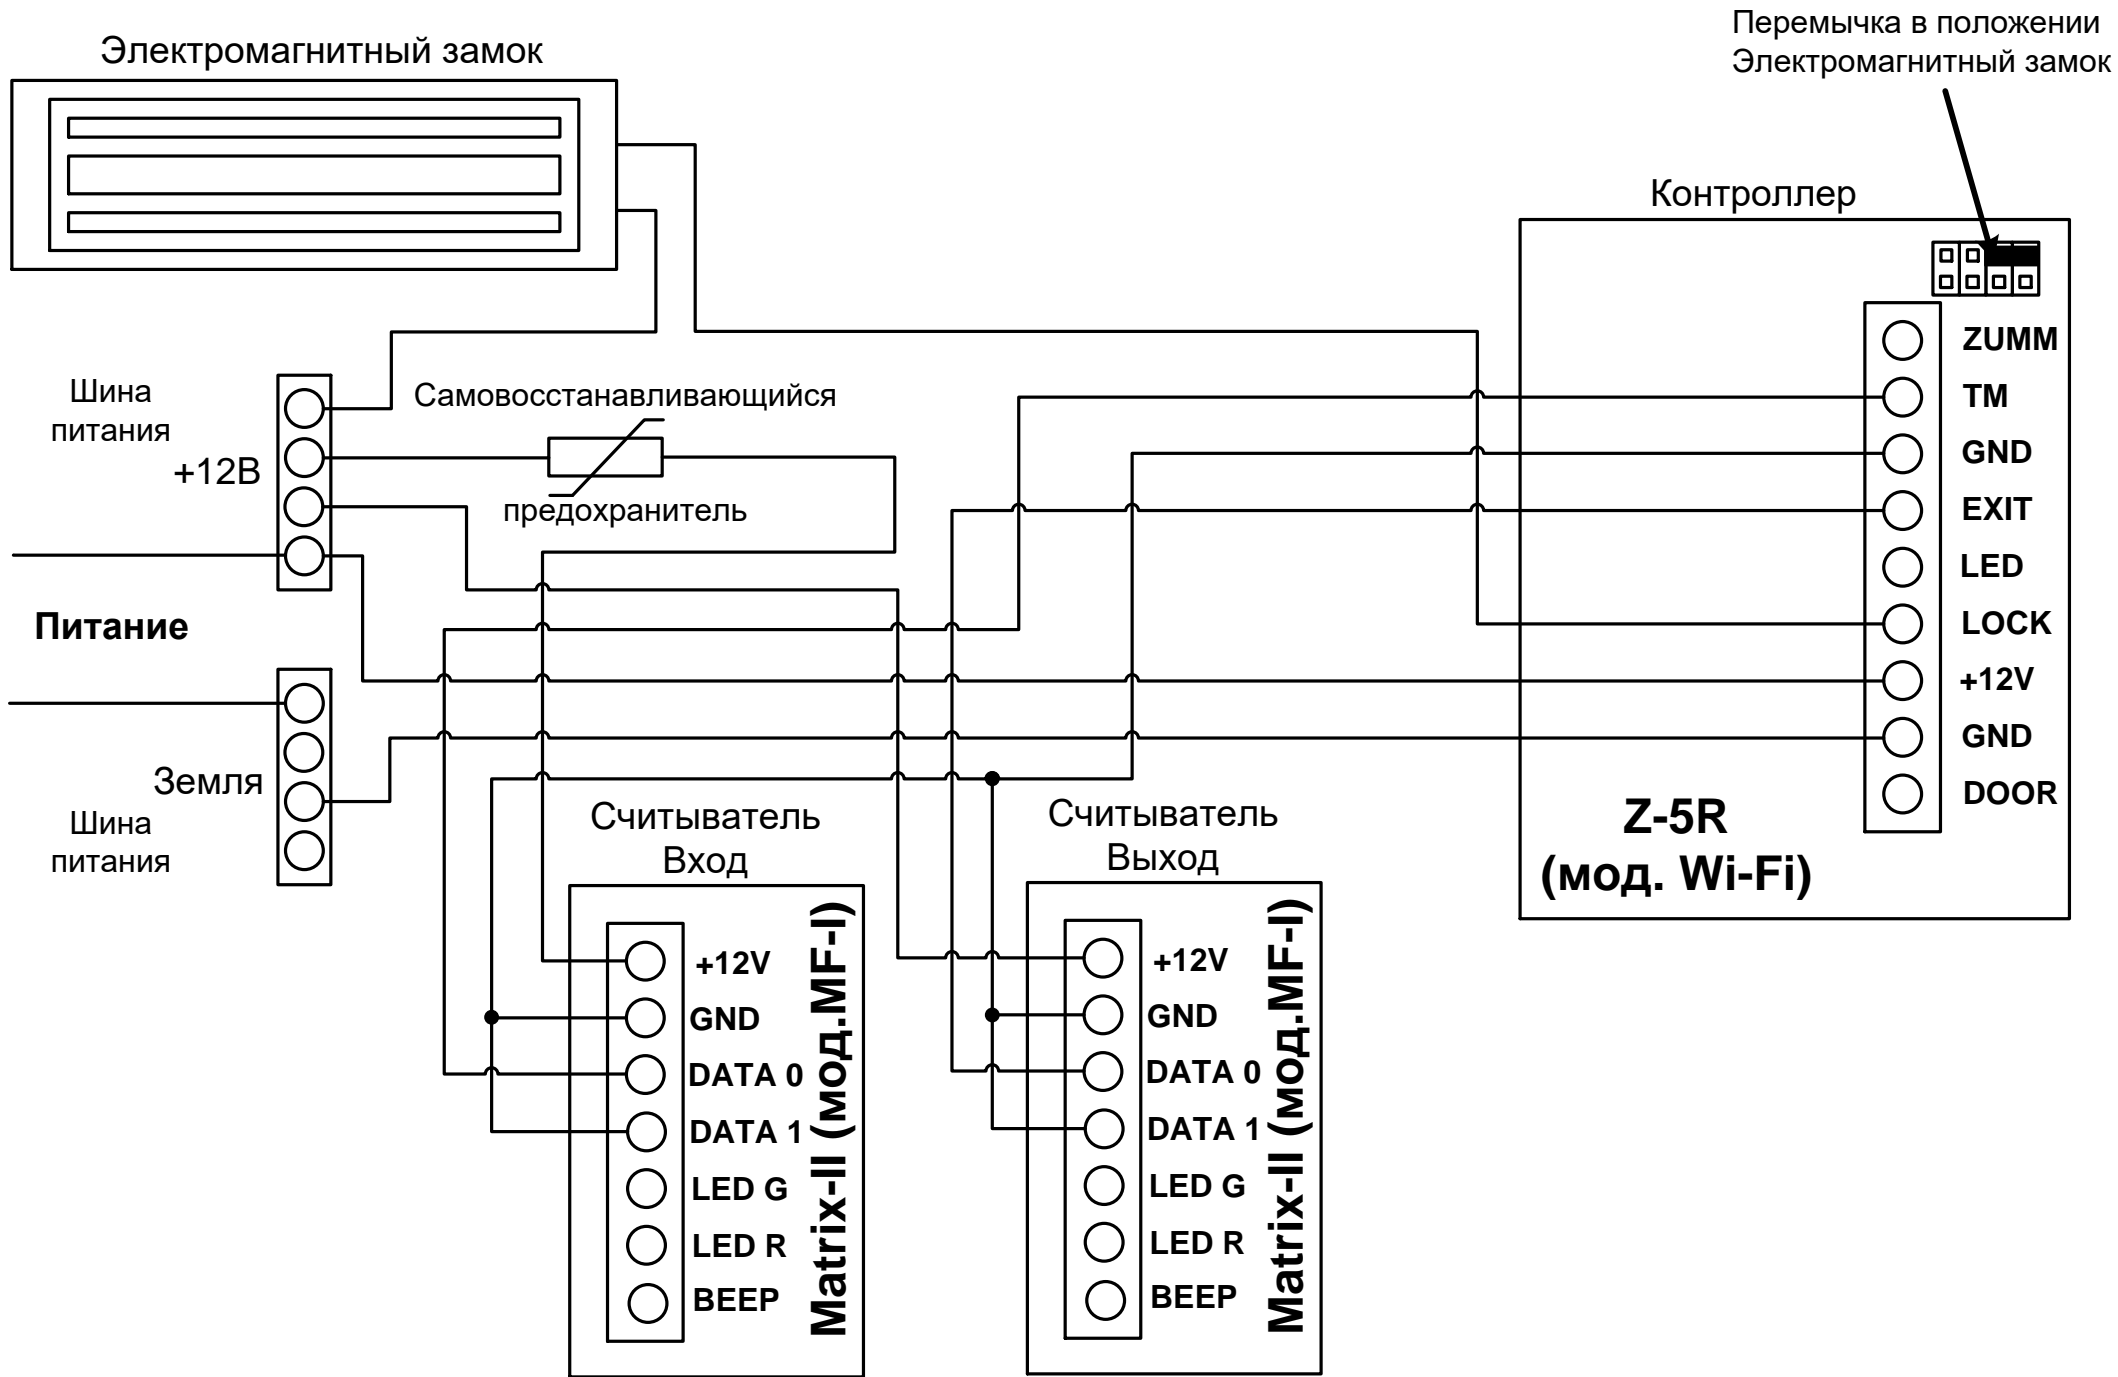 Перемычка в положении
Электромагнитный замок
Электромагнитный замок
Контроллер
ZUMM
TM
GND
EXIT
LED
LOCK
+12V
GND
DOOR
Z-5R
(мод. Wi-Fi)
Шина
питания
+12В
Самовосстанавливающийся
предохранитель
Питание
Земля
Шина
питания
Считыватель
Вход
+12V
GND
DATA 0
DATA 1
LED G
LED R
BEEP
Matrix-II (мод.MF-I)
Считыватель
Выход
+12V
GND
DATA 0
DATA 1
LED G
LED R
BEEP
Matrix-II (мод.MF-I)